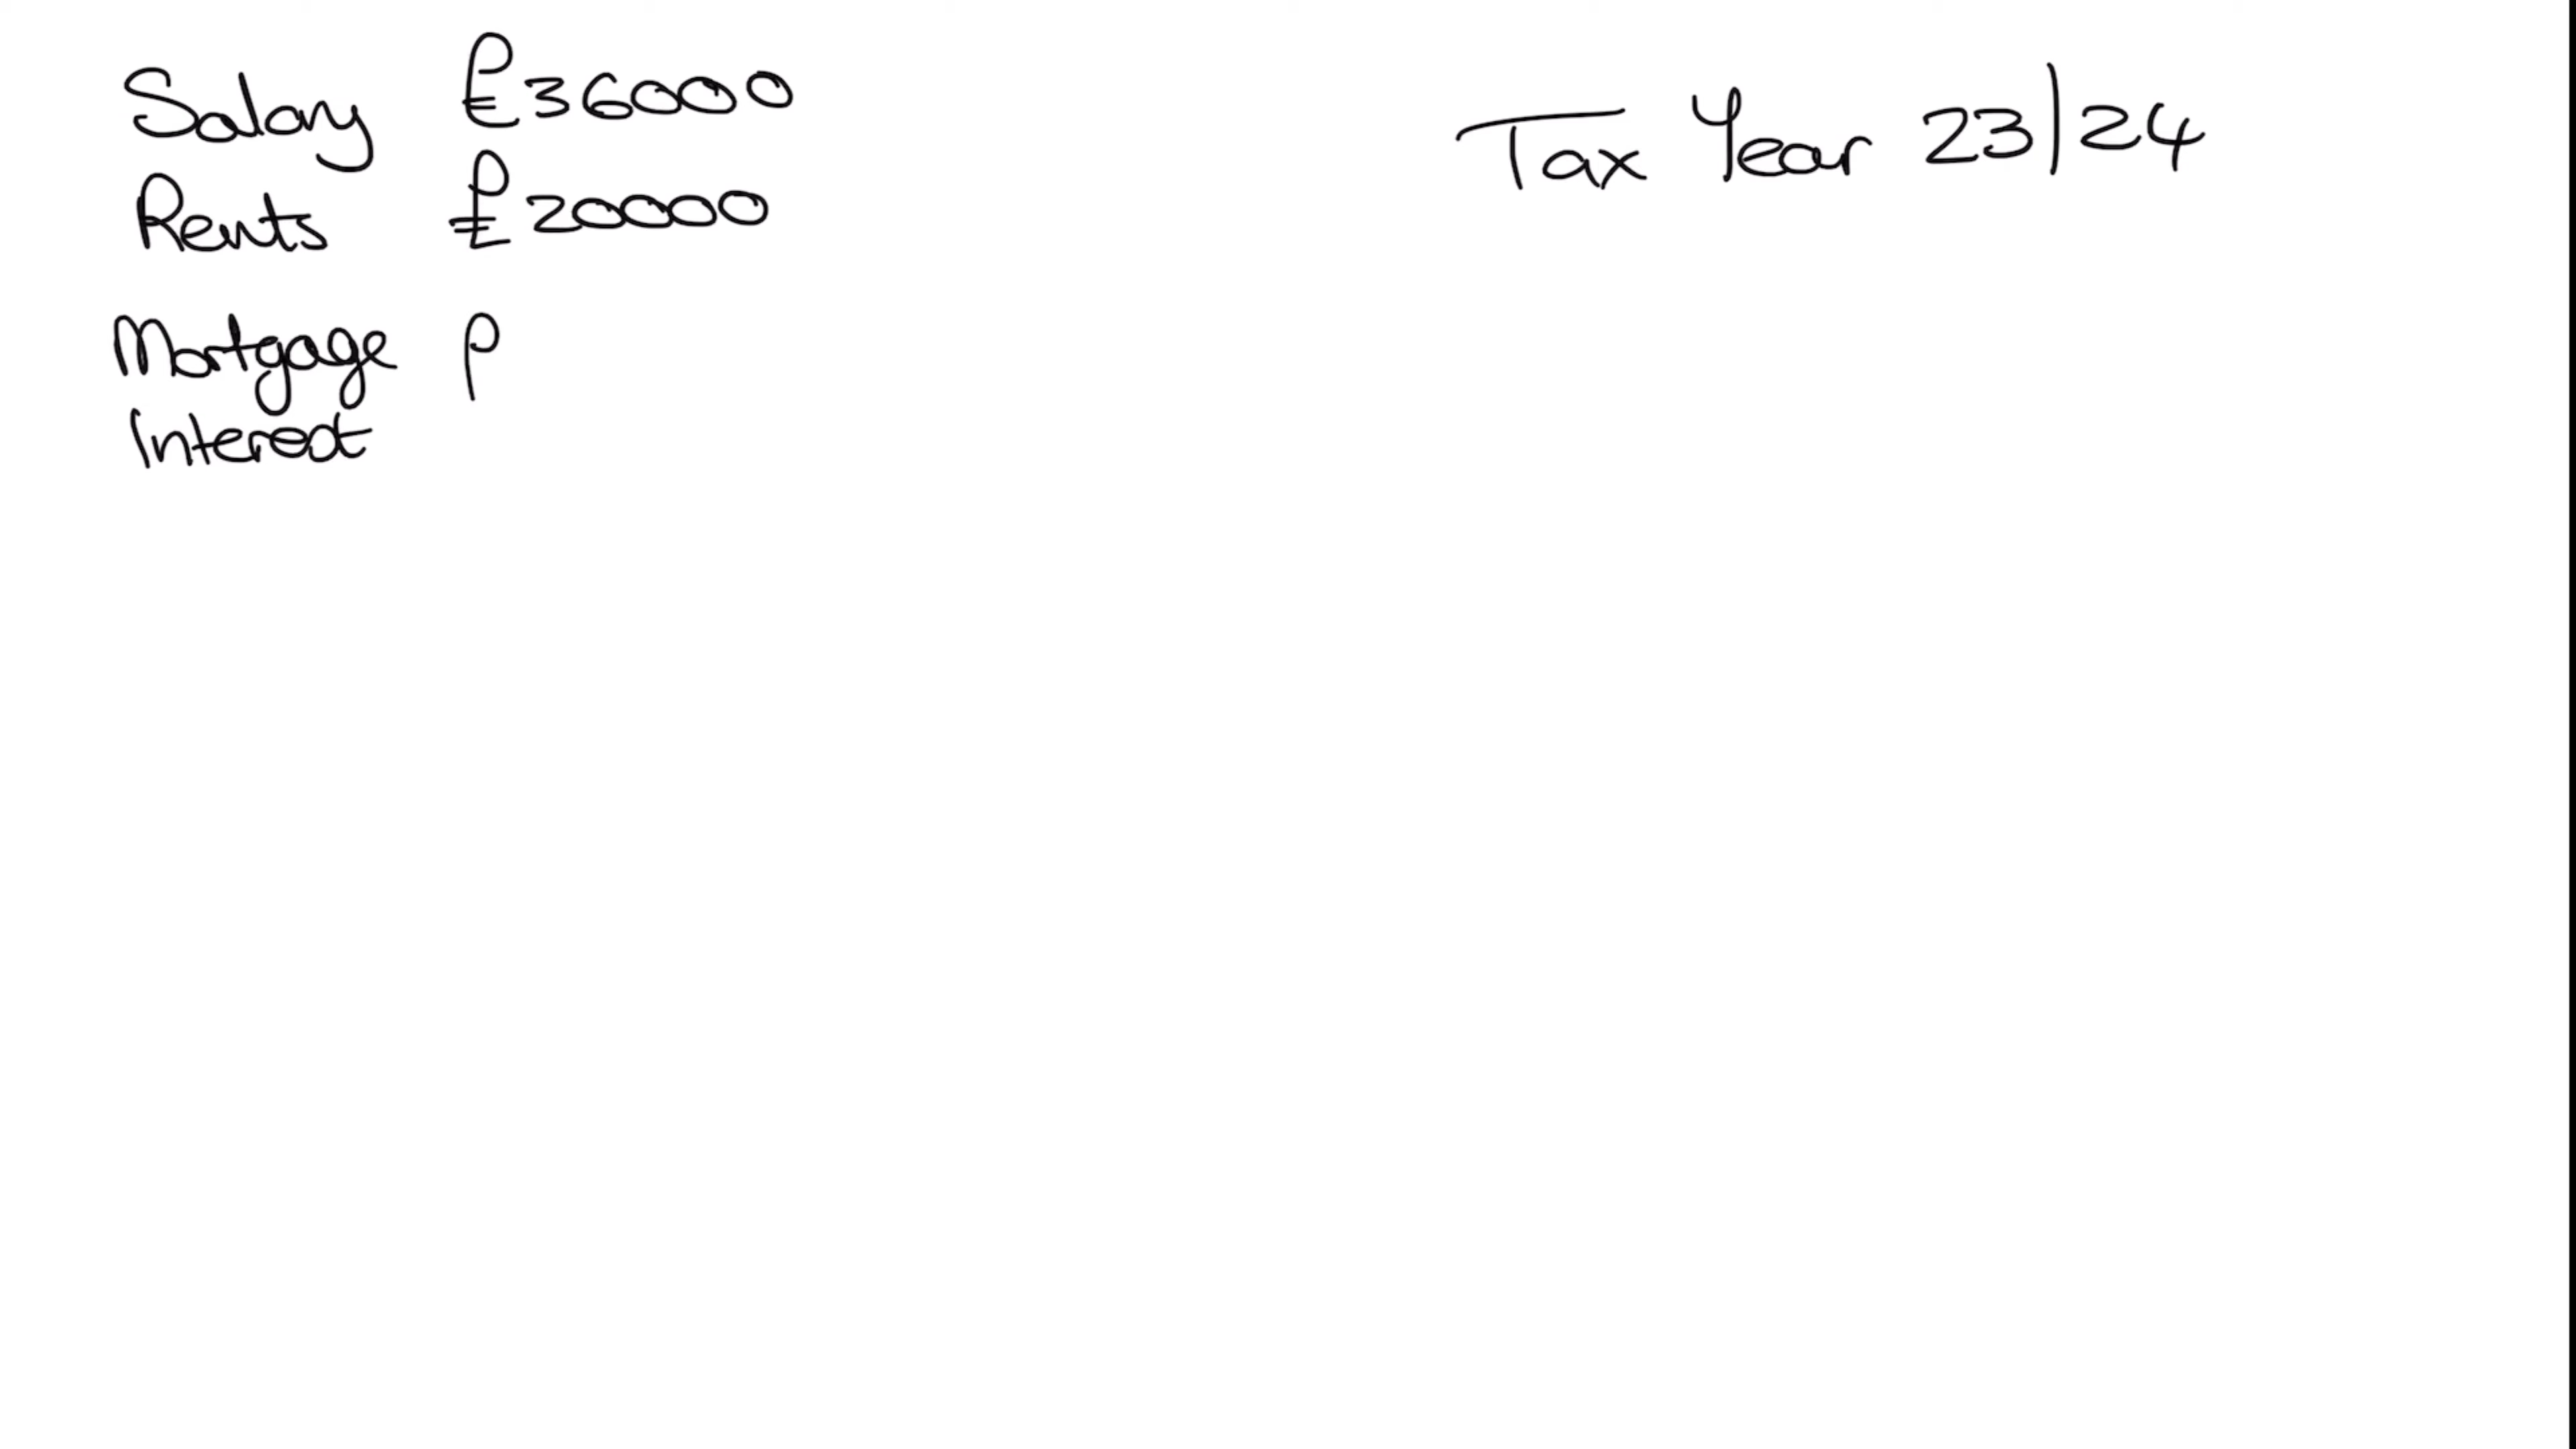 Salary £36000
Tax Year 23|24
Rents £20000
Mortgage
Interest